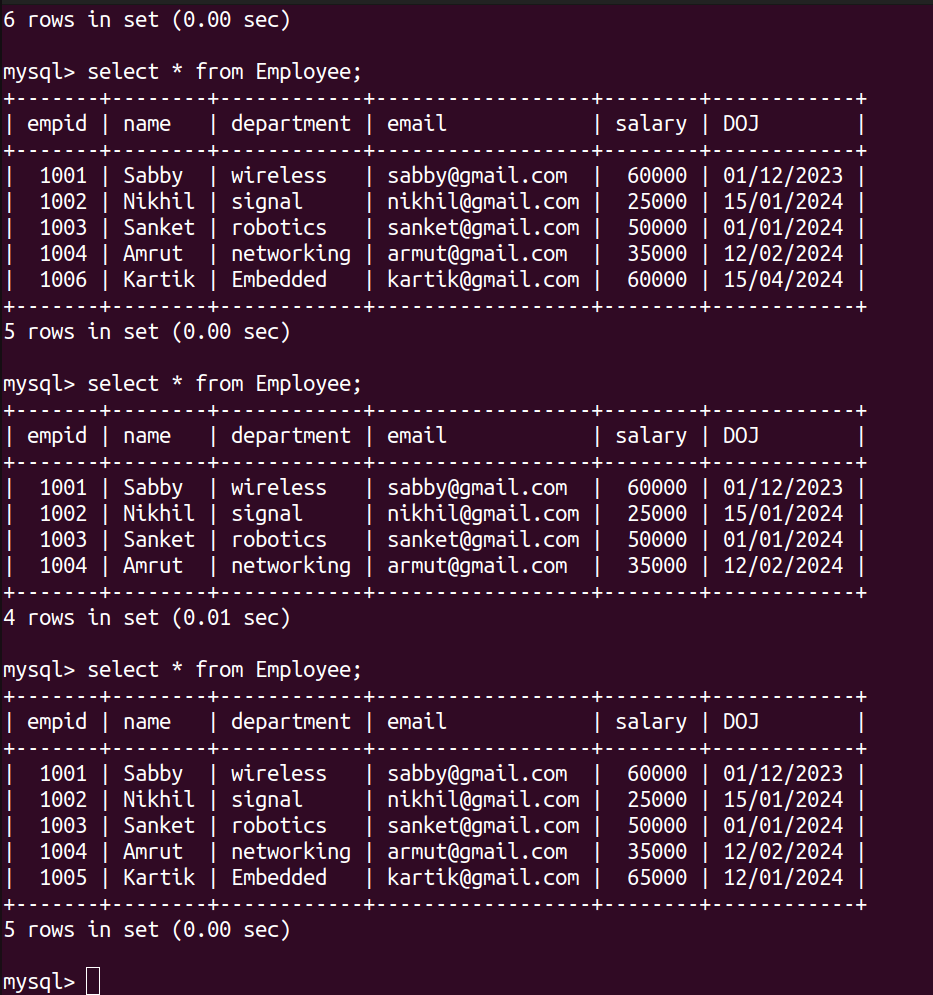 6 rows in set (0.00 sec)
mysql> select * from Employee;
+-------+--------+------------+------------------+--------+------------+
| empid | name   | department | email            | salary | DOJ        |
+-------+--------+------------+------------------+--------+------------+
|  1001 | Sabby  | wireless   | sabby@gmail.com  |  60000 | 01/12/2023 |
|  1002 | Nikhil | signal     | nikhil@gmail.com |  25000 | 15/01/2024 |
|  1003 | Sanket | robotics   | sanket@gmail.com |  50000 | 01/01/2024 |
|  1004 | Amrut  | networking | armut@gmail.com  |  35000 | 12/02/2024 |
|  1006 | Kartik | Embedded   | kartik@gmail.com |  60000 | 15/04/2024 |
+-------+--------+------------+------------------+--------+------------+
5 rows in set (0.00 sec)
mysql> select * from Employee;
+-------+--------+------------+------------------+--------+------------+
| empid | name   | department | email            | salary | DOJ        |
+-------+--------+------------+------------------+--------+------------+
|  1001 | Sabby  | wireless   | sabby@gmail.com  |  60000 | 01/12/2023 |
|  1002 | Nikhil | signal     | nikhil@gmail.com |  25000 | 15/01/2024 |
|  1003 | Sanket | robotics   | sanket@gmail.com |  50000 | 01/01/2024 |
|  1004 | Amrut  | networking | armut@gmail.com  |  35000 | 12/02/2024 |
+-------+--------+------------+------------------+--------+------------+
4 rows in set (0.01 sec)
mysql> select * from Employee;
+-------+--------+------------+------------------+--------+------------+
| empid | name   | department | email            | salary | DOJ        |
+-------+--------+------------+------------------+--------+------------+
|  1001 | Sabby  | wireless   | sabby@gmail.com  |  60000 | 01/12/2023 |
|  1002 | Nikhil | signal     | nikhil@gmail.com |  25000 | 15/01/2024 |
|  1003 | Sanket | robotics   | sanket@gmail.com |  50000 | 01/01/2024 |
|  1004 | Amrut  | networking | armut@gmail.com  |  35000 | 12/02/2024 |
|  1005 | Kartik | Embedded   | kartik@gmail.com |  65000 | 12/01/2024 |
+-------+--------+------------+------------------+--------+------------+
5 rows in set (0.00 sec)
mysql>